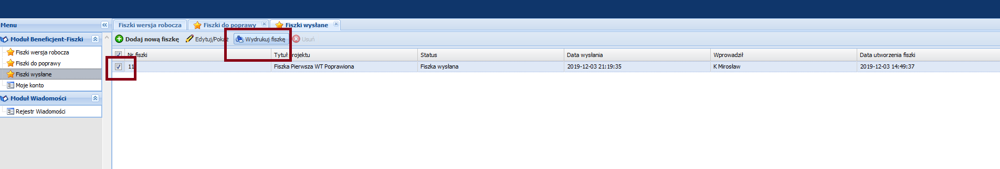 Menu
Moduł Beneficjent-Fiszki
Fiszki wersja robocza
Fiszki do poprawy
Fiszki wysłane
Moje konto
Moduł Wiadomości
Rejestr Wiadomości
Fiszki wersja robocza Fiszki do poprawy Fiszki wysłane
Dodaj nową fiszkę Edytuj/Pokaż Wydrukuj fiszkę Usuń
Nr fiszki Tytuł projektu Status Data wysłania Wprowadził Data utworzenia fiszki
11 Fiszka Pierwsza WT Poprawiona Fiszka wysłana 2019-12-03 21:19:35 K Mirosław 2019-12-03 14:49:37